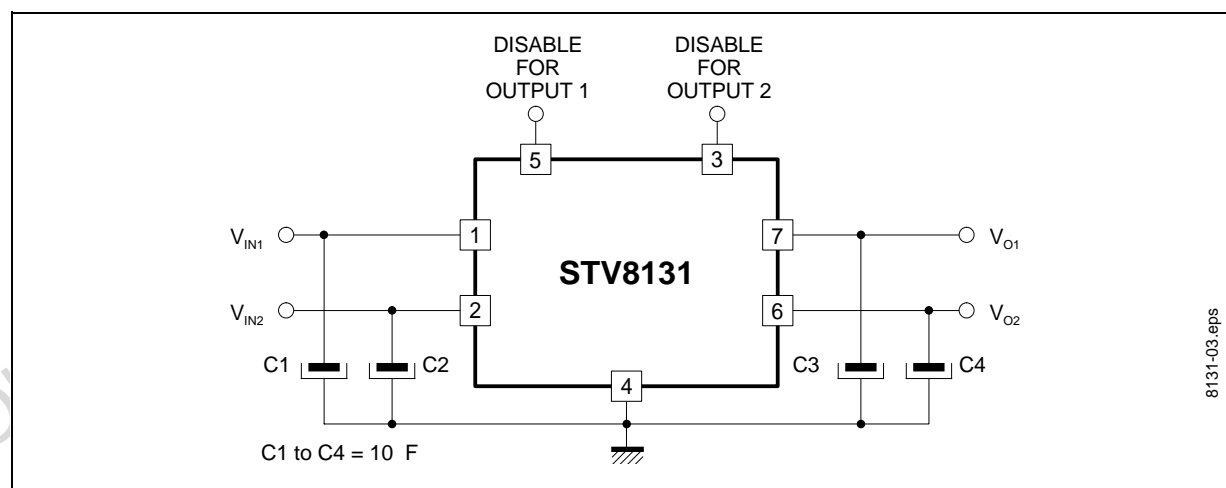 DISABLE
FOR
OUTPUT 1
DISABLE
FOR
OUTPUT 2
5
3
VIN1
1
7
VO1
STV8131
VIN2
2
6
VO2
C1
C2
C3
C4
4
C1 to C4 = 10 F
8131-03.eps